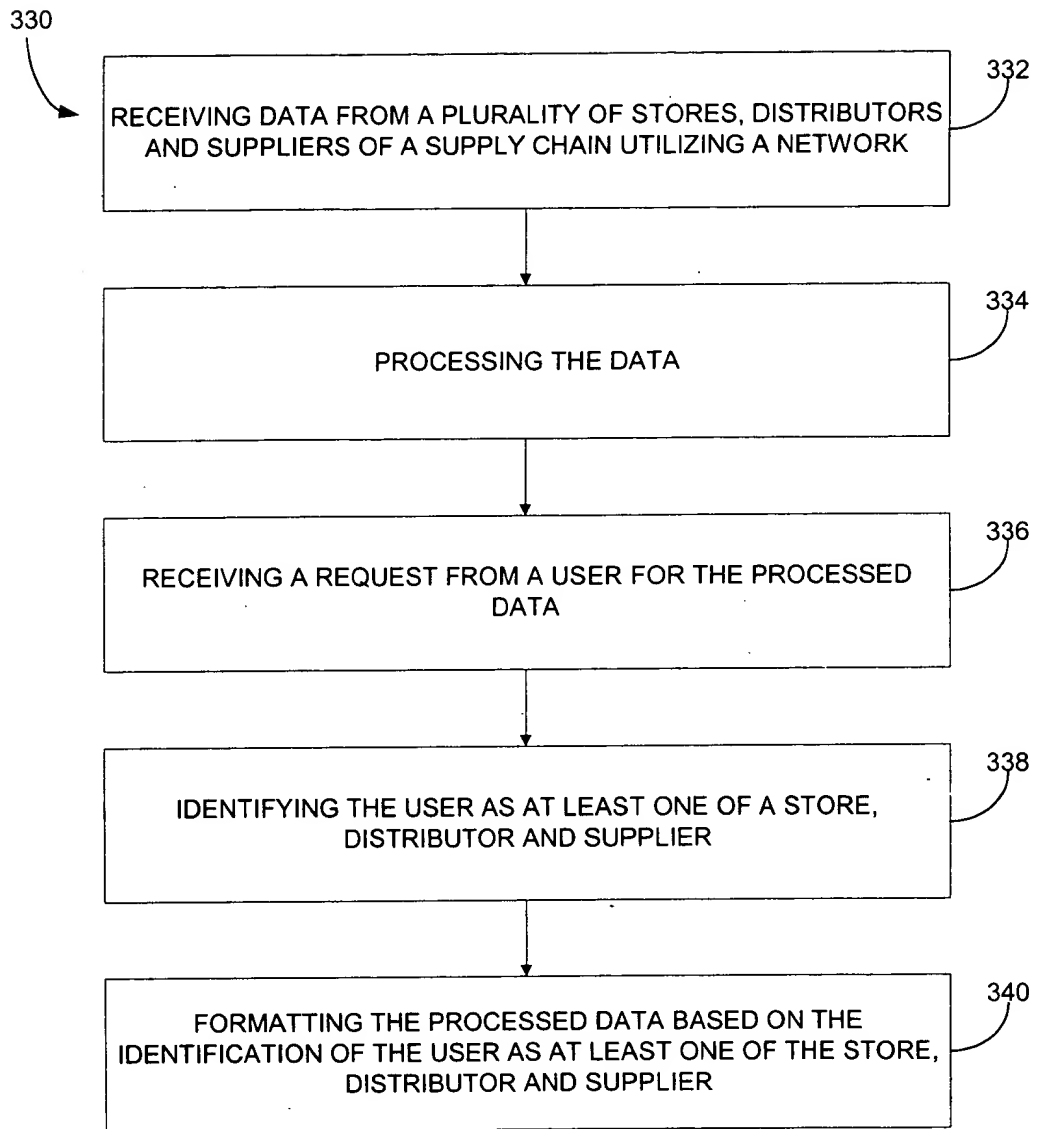 330
332
RECEIVING DATA FROM A PLURALITY OF STORES, DISTRIBUTORS
AND SUPPLIERS OF A SUPPLY CHAIN UTILIZING A NETWORK
334
PROCESSING THE DATA
336
RECEIVING A REQUEST FROM A USER FOR THE PROCESSED
DATA
338
IDENTIFYING THE USER AS AT LEAST ONE OF A STORE,
DISTRIBUTOR AND SUPPLIER
340
FORMATTING THE PROCESSED DATA BASED ON THE
IDENTIFICATION OF THE USER AS AT LEAST ONE OF THE STORE,
DISTRIBUTOR AND SUPPLIER